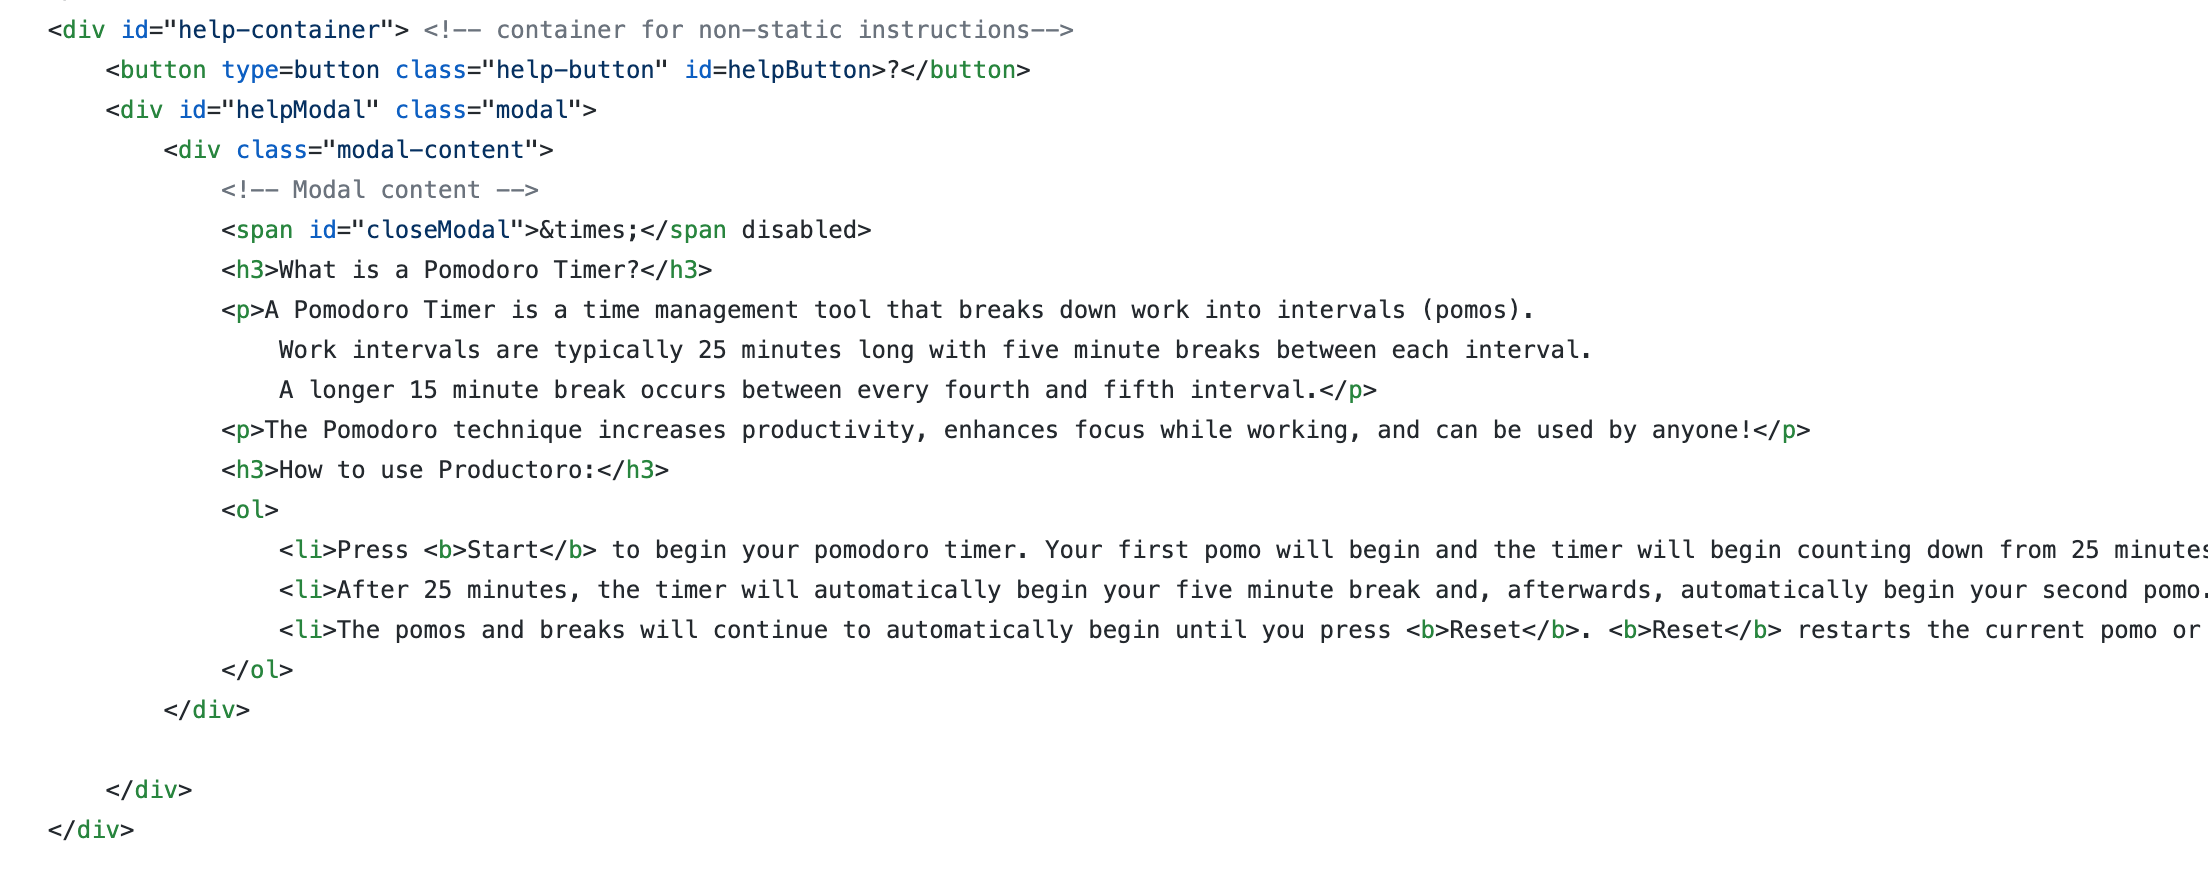 <div id="help-container"> <!-- container for non-static instructions-->
<button type=button class="help-button" id=helpButton>?</button>
<div id="helpModal" class="modal">
<div class="modal-content">
<!-- Modal content -->
<span id="closeModal">&times;</span disabled>
<h3>What is a Pomodoro Timer?</h3>
<p>A Pomodoro Timer is a time management tool that breaks down work into intervals (pomos).
Work intervals are typically 25 minutes long with five minute breaks between each interval.
A longer 15 minute break occurs between every fourth and fifth interval.</p>
<p>The Pomodoro technique increases productivity, enhances focus while working, and can be used by anyone!</p>
<h3>How to use Productoro:</h3>
<ol>
<li>Press <b>Start</b> to begin your pomodoro timer. Your first pomo will begin and the timer will begin counting down from 25 minutes
<li>After 25 minutes, the timer will automatically begin your five minute break and, afterwards, automatically begin your second pomo.
<li>The pomos and breaks will continue to automatically begin until you press <b>Reset</b>. <b>Reset</b> restarts the current pomo or
</ol>
</div>
</div>
</div>